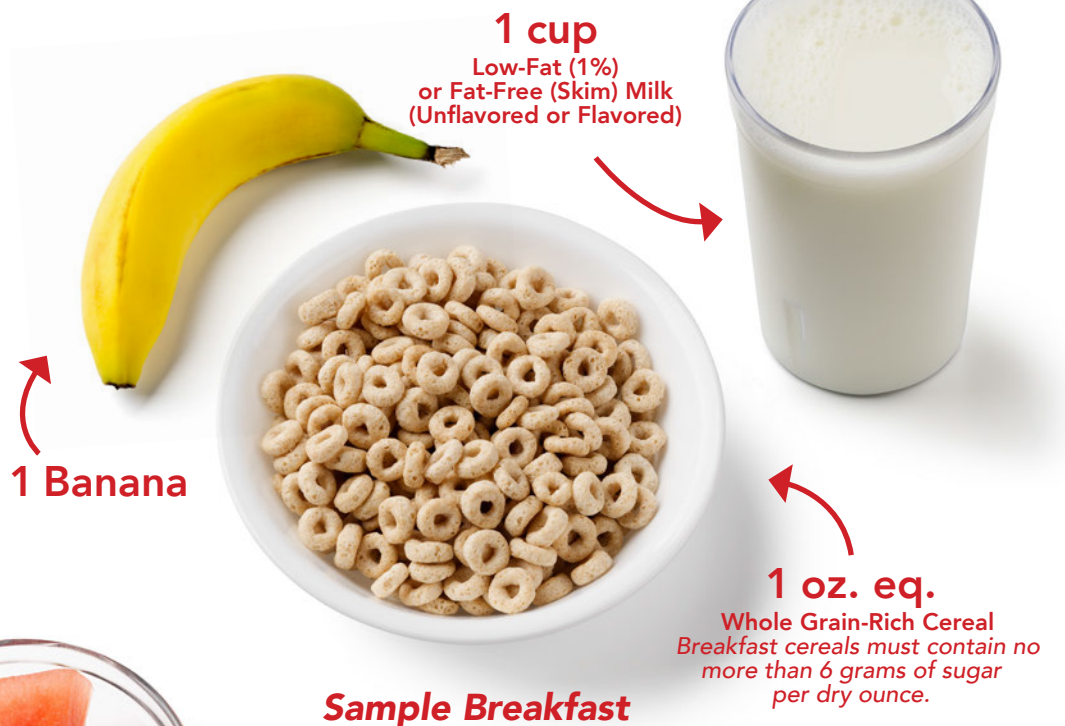 1 cup
Low-Fat (1%)
or Fat-Free (Skim) Milk
(Unflavored or Flavored)
1 Banana
1 oz. eq.
Whole Grain-Rich Cereal
Breakfast cereals must contain no
more than 6 grams of sugar
per dry ounce.
Sample Breakfast